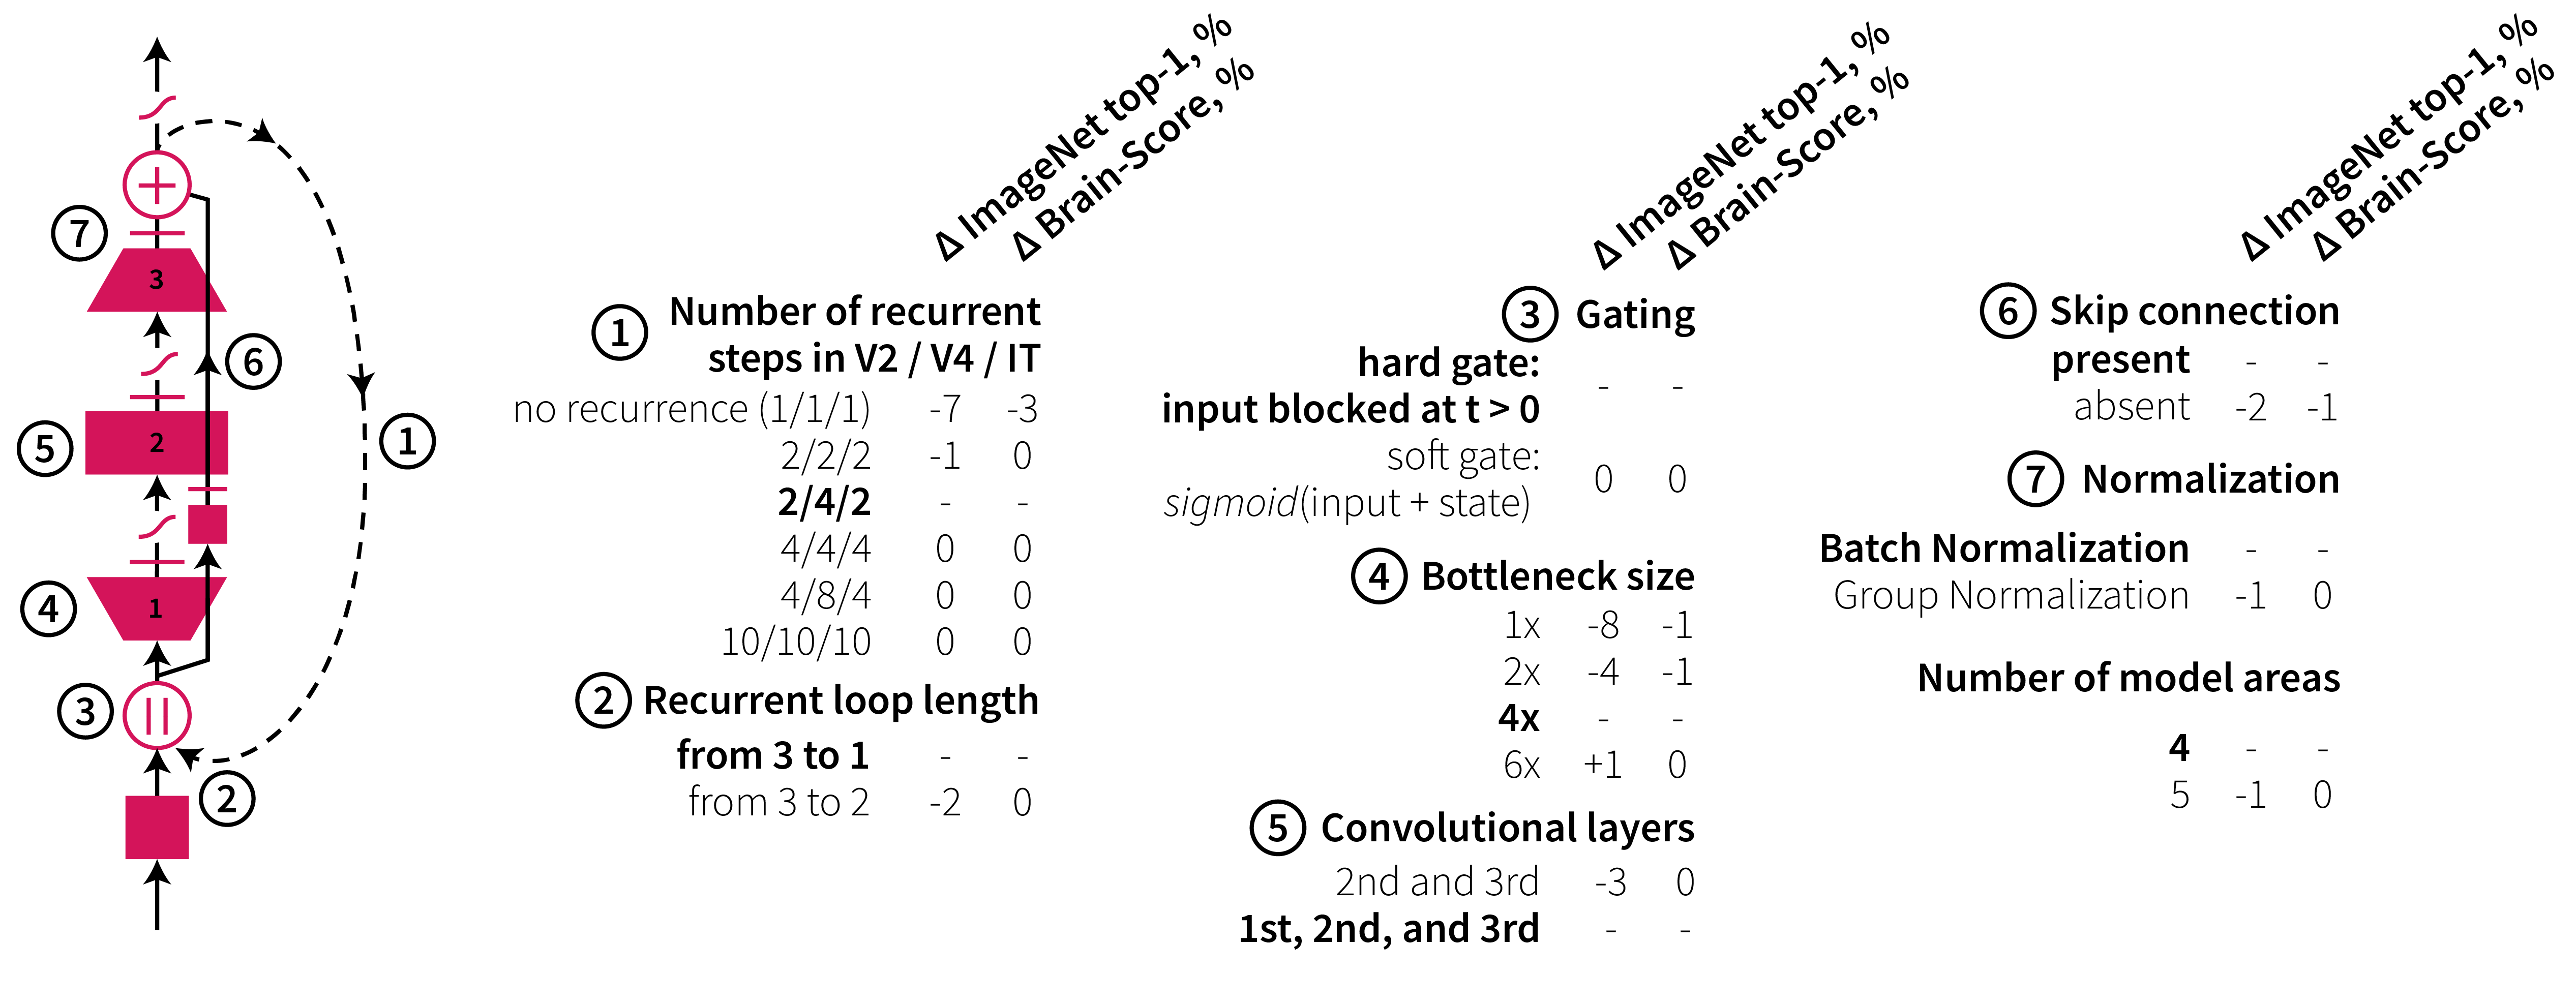 7
3
6
5
2
1
4
1
3
2
Δ ImageNet top-1, %
Δ Brain-Score, %
1 Number of recurrent
steps in V2 / V4 / IT
no recurrence (1/1/1) -7 -3
2/2/2 -1 0
2/4/2 - -
4/4/4 0 0
4/8/4 0 0
10/10/10 0 0
2 Recurrent loop length
from 3 to 1 - -
from 3 to 2 -2 0
Δ ImageNet top-1, %
Δ Brain-Score, %
3 Gating
hard gate:
input blocked at t > 0 - -
soft gate:
sigmoid(input + state) 0 0
4 Bottleneck size
1x -8 -1
2x -4 -1
4x - -
6x +1 0
5 Convolutional layers
2nd and 3rd -3 0
1st, 2nd, and 3rd - -
Δ ImageNet top-1, %
Δ Brain-Score, %
6 Skip connection
present - -
absent -2 -1
7 Normalization
Batch Normalization - -
Group Normalization -1 0
Number of model areas
4 - -
5 -1 0